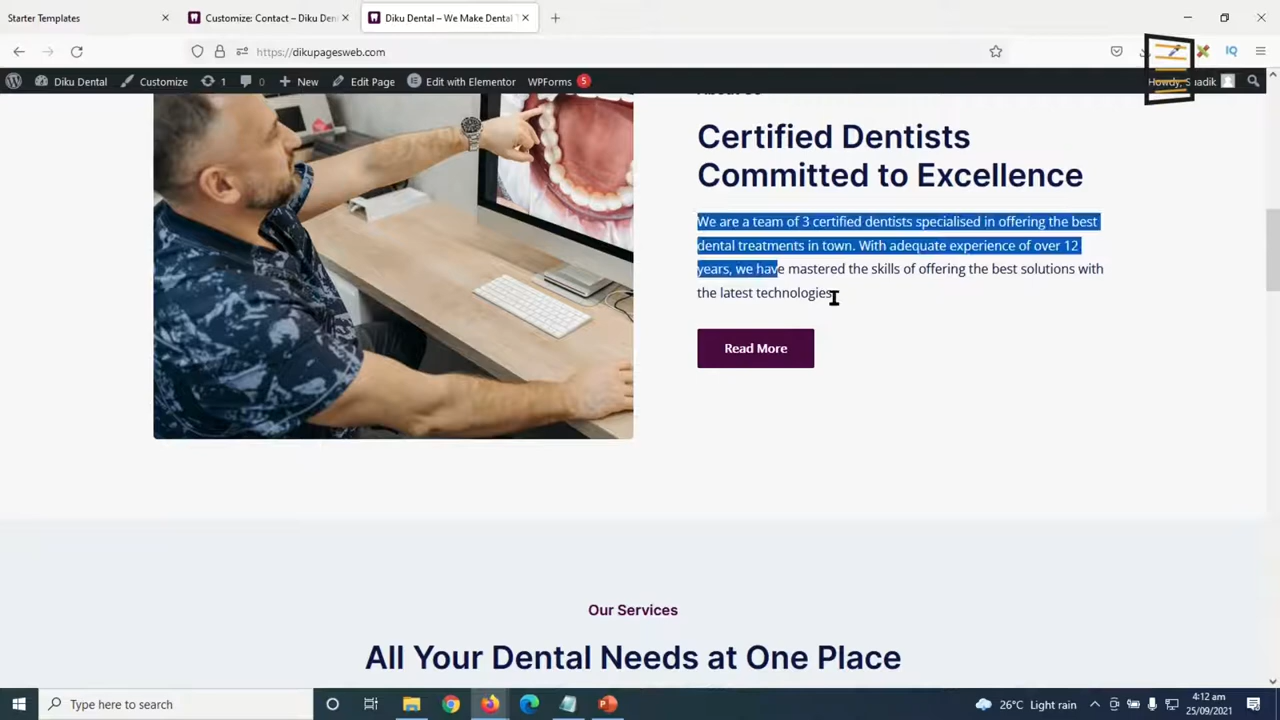 Starter Templates
Customize: Contact – Diku Den
Diku Dental – We Make Dental T
https://dikupagesweb.com
IQ
Diku Dental
Customize
1
0
New
Edit Page
Edit with Elementor
WPForms
5
Howdy, Suadik
Certified Dentists
Committed to Excellence
We are a team of 3 certified dentists specialised in offering the best
dental treatments in town. With adequate experience of over 12
years, we have mastered the skills of offering the best solutions with
the latest technologies
Read More
Our Services
All Your Dental Needs at One Place
Type here to search
26°C Light rain
4:12 am
25/09/2021